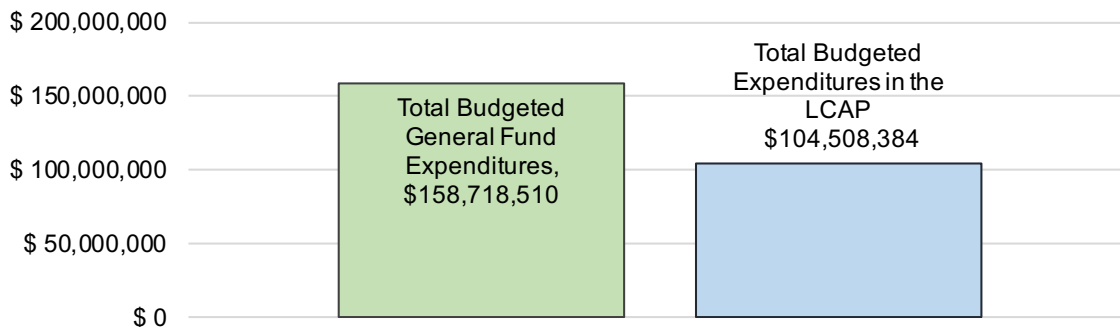 $ 200,000,000
$ 150,000,000
$ 100,000,000
$ 50,000,000
$ 0
Total Budgeted
General Fund
Expenditures,
$158,718,510
Total Budgeted
Expenditures in the
LCAP
$104,508,384